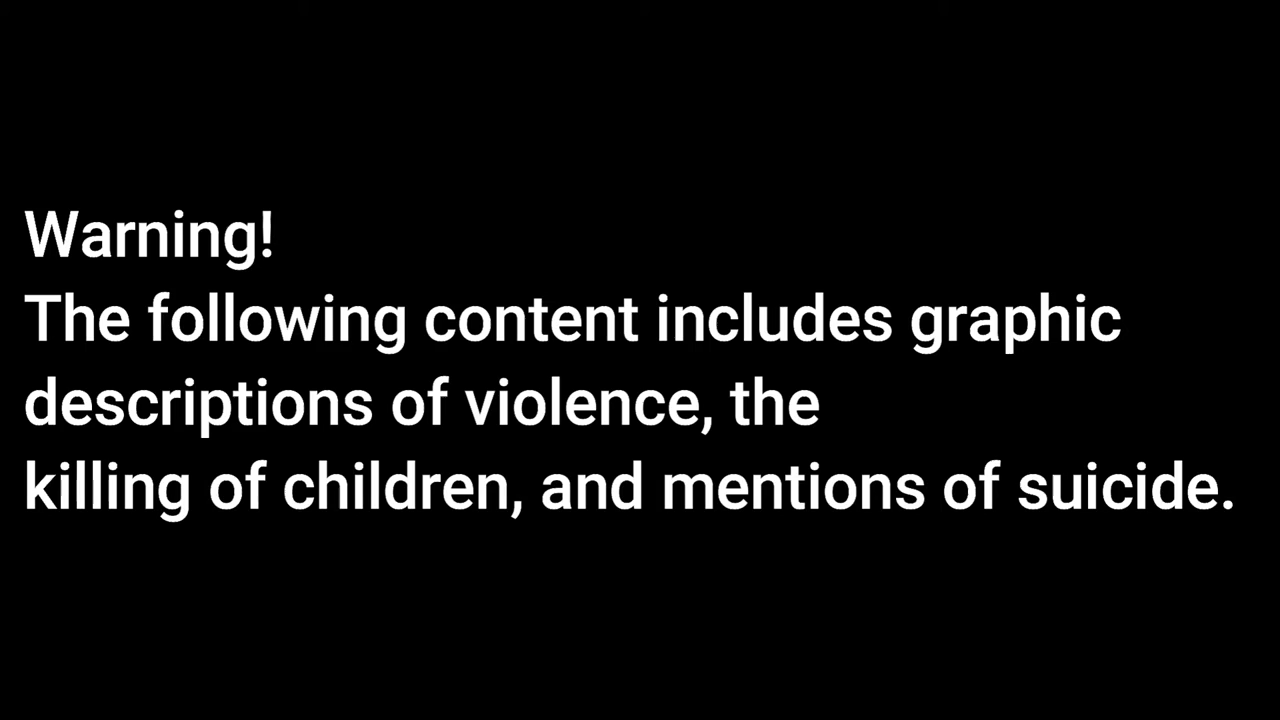 Warning!
The following content includes graphic
descriptions of violence, the
killing of children, and mentions of suicide.